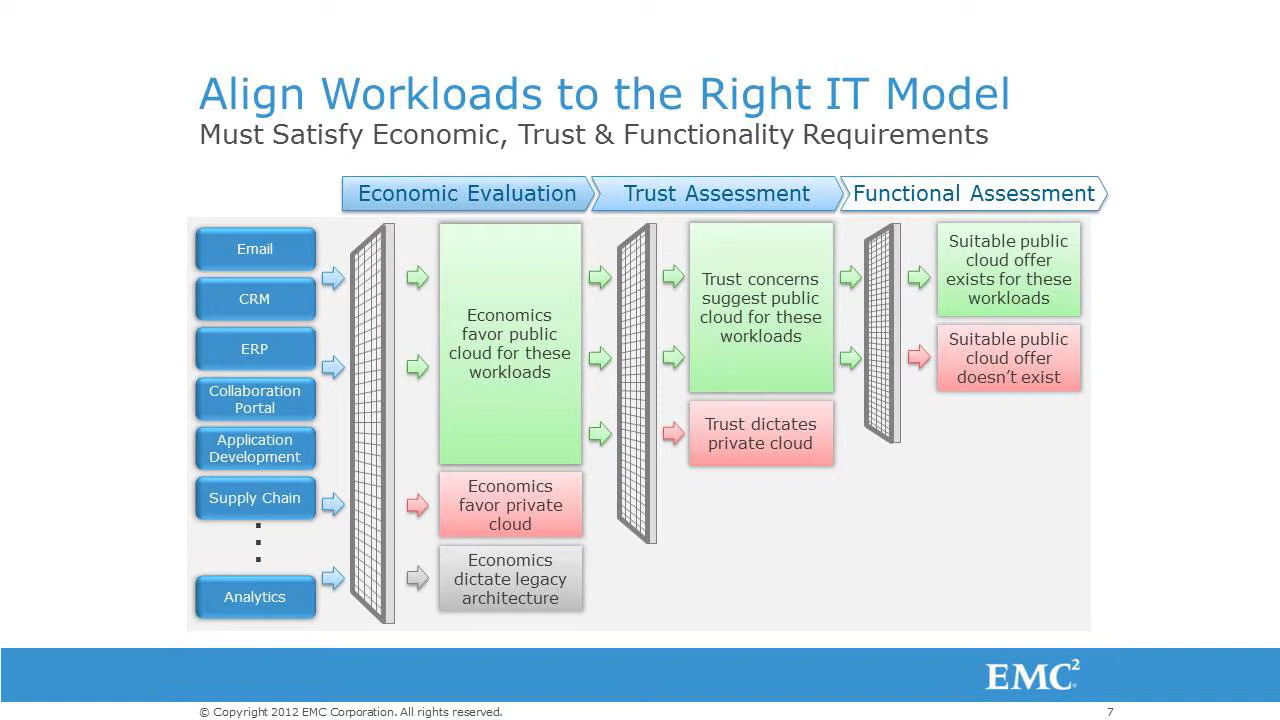 Align Workloads to the Right IT Model
Must Satisfy Economic, Trust & Functionality Requirements
Economic Evaluation
Trust Assessment
Functional Assessment
Email
CRM
ERP
Collaboration
Portal
Application
Development
Supply Chain
Analytics
Economics
favor public
cloud for these
workloads
Economics
favor private
cloud
Economics
dictate legacy
architecture
Trust concerns
suggest public
cloud for these
workloads
Trust dictates
private cloud
Suitable public
cloud offer
exists for these
workloads
Suitable public
cloud offer
doesn’t exist
EMC²
© Copyright 2012 EMC Corporation. All rights reserved.
7